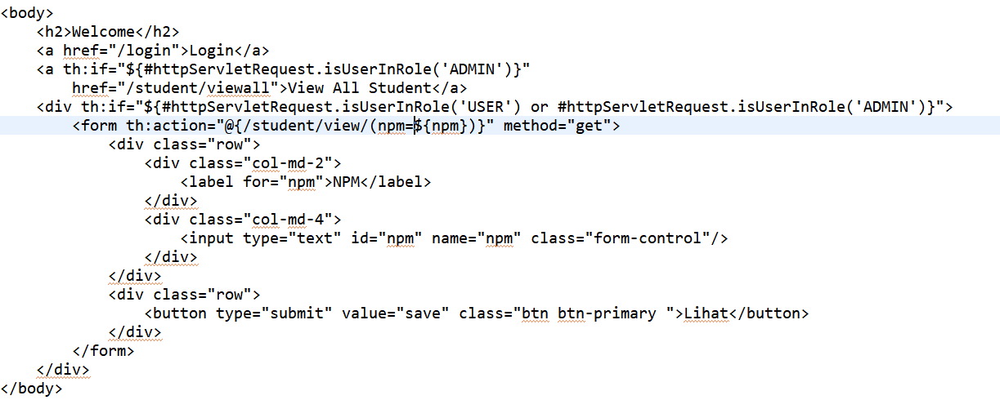 <body>
    <h2>Welcome</h2>
    <a href="/login">Login</a>
    <a th:if="${#httpServletRequest.isUserInRole('ADMIN')}"
        href="/student/viewall">View All Student</a>
    <div th:if="${#httpServletRequest.isUserInRole('USER') or #httpServletRequest.isUserInRole('ADMIN')}">
        <form th:action="@{/student/view/(npm=${npm})}" method="get">
            <div class="row">
                <div class="col-md-2">
                    <label for="npm">NPM</label>
                </div>
                <div class="col-md-4">
                    <input type="text" id="npm" name="npm" class="form-control"/>
                </div>
            </div>
            <div class="row">
                <button type="submit" value="save" class="btn btn-primary ">Lihat</button>
            </div>
        </form>
    </div>
</body>